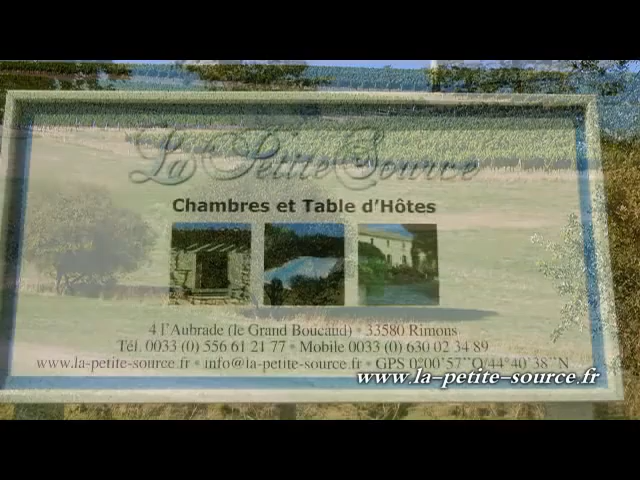 La Petite Source
Chambres et Table d'Hôtes
4 l'Aubrade (le Grand Boucaud) • 33580 Rimons
Tél. 0033 (0) 556 61 21 77 • Mobile 0033 (0) 630 02 34 89
www.la-petite-source.fr • info@la-petite-source.fr • GPS 0°00'57''O/44°40'38''N
www.la-petite-source.fr